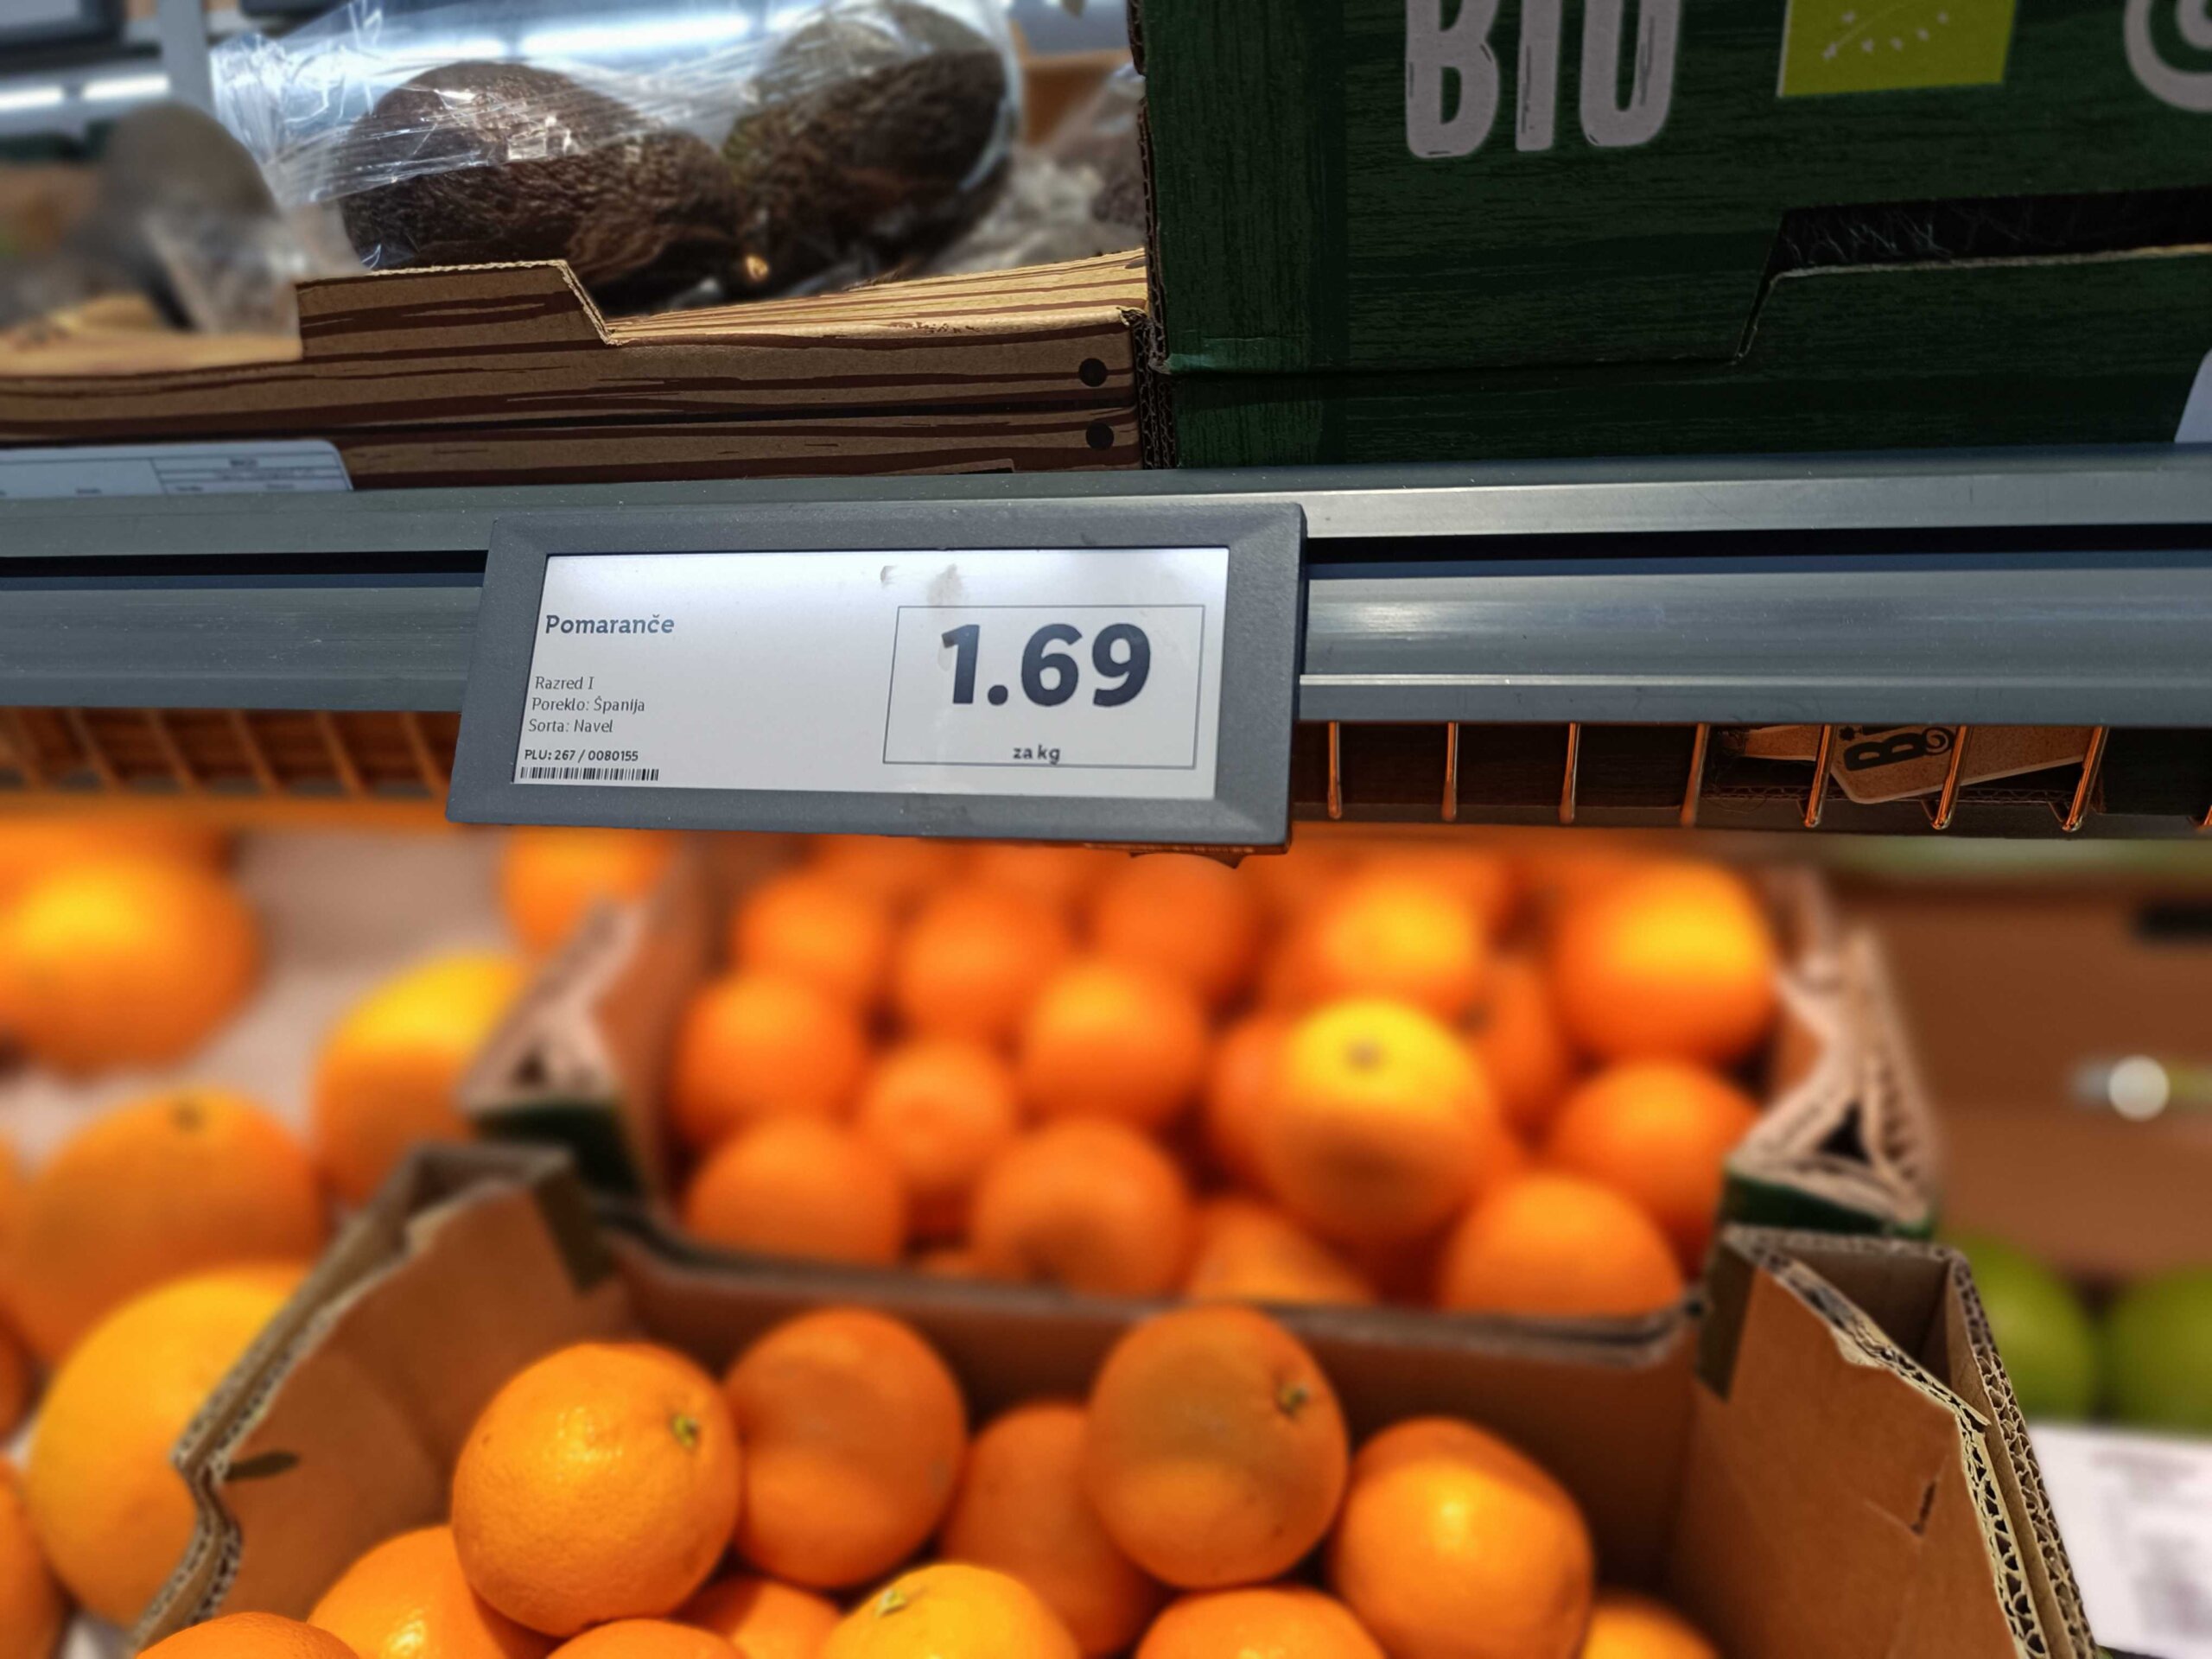 BIO
Pomaranče
1.69
Razred I
Poreklo: Španija
Sorta: Navel
za kg
PLU: 267 / 0080155